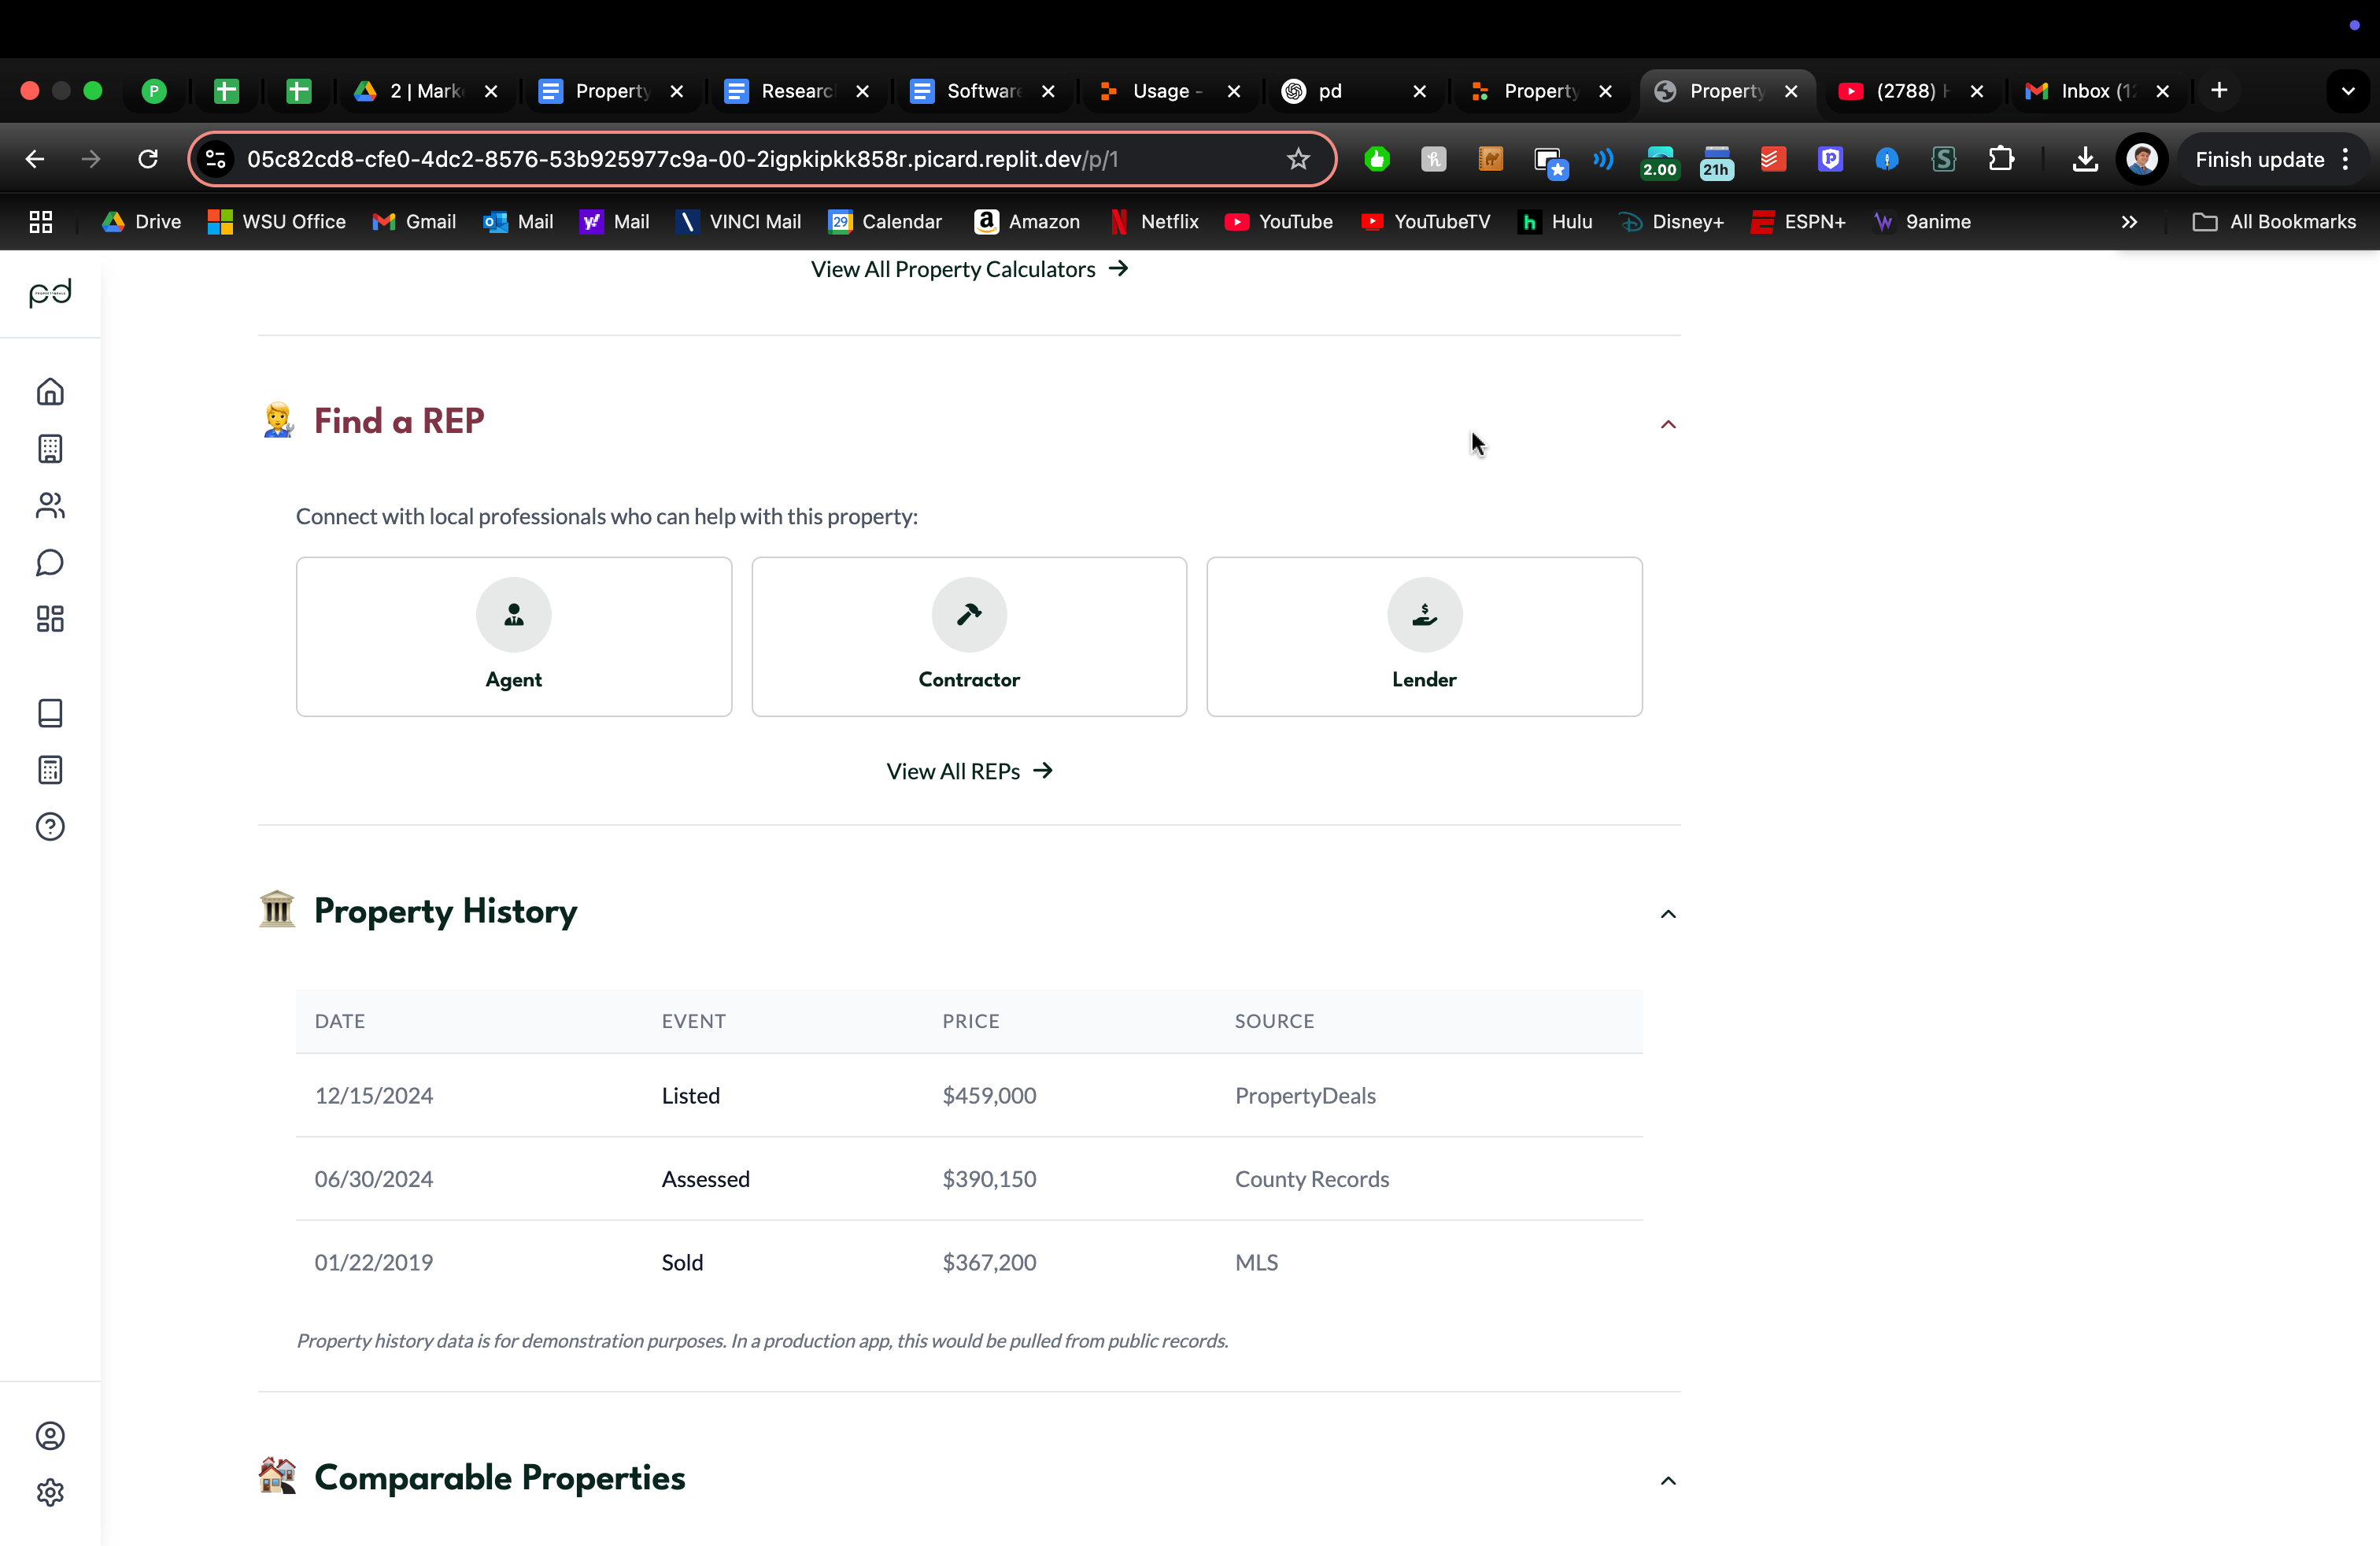 P
2 | Mark
Property
Researc
Software
Usage -
pd
Property
Property
(2788)
Inbox (1
05c82cd8-cfe0-4dc2-8576-53b925977c9a-00-2igpkipkk858r.picard.replit.dev/p/1
2.00
21h
Finish update
Drive
WSU Office
Gmail
Mail
Mail
VINCI Mail
29
Calendar
Amazon
Netflix
YouTube
YouTubeTV
Hulu
Disney+
ESPN+
9anime
All Bookmarks
pd
View All Property Calculators
Find a REP
Connect with local professionals who can help with this property:
Agent
Contractor
Lender
View All REPs
Property History
DATE EVENT PRICE SOURCE
12/15/2024 Listed $459,000 PropertyDeals
06/30/2024 Assessed $390,150 County Records
01/22/2019 Sold $367,200 MLS
Property history data is for demonstration purposes. In a production app, this would be pulled from public records.
Comparable Properties